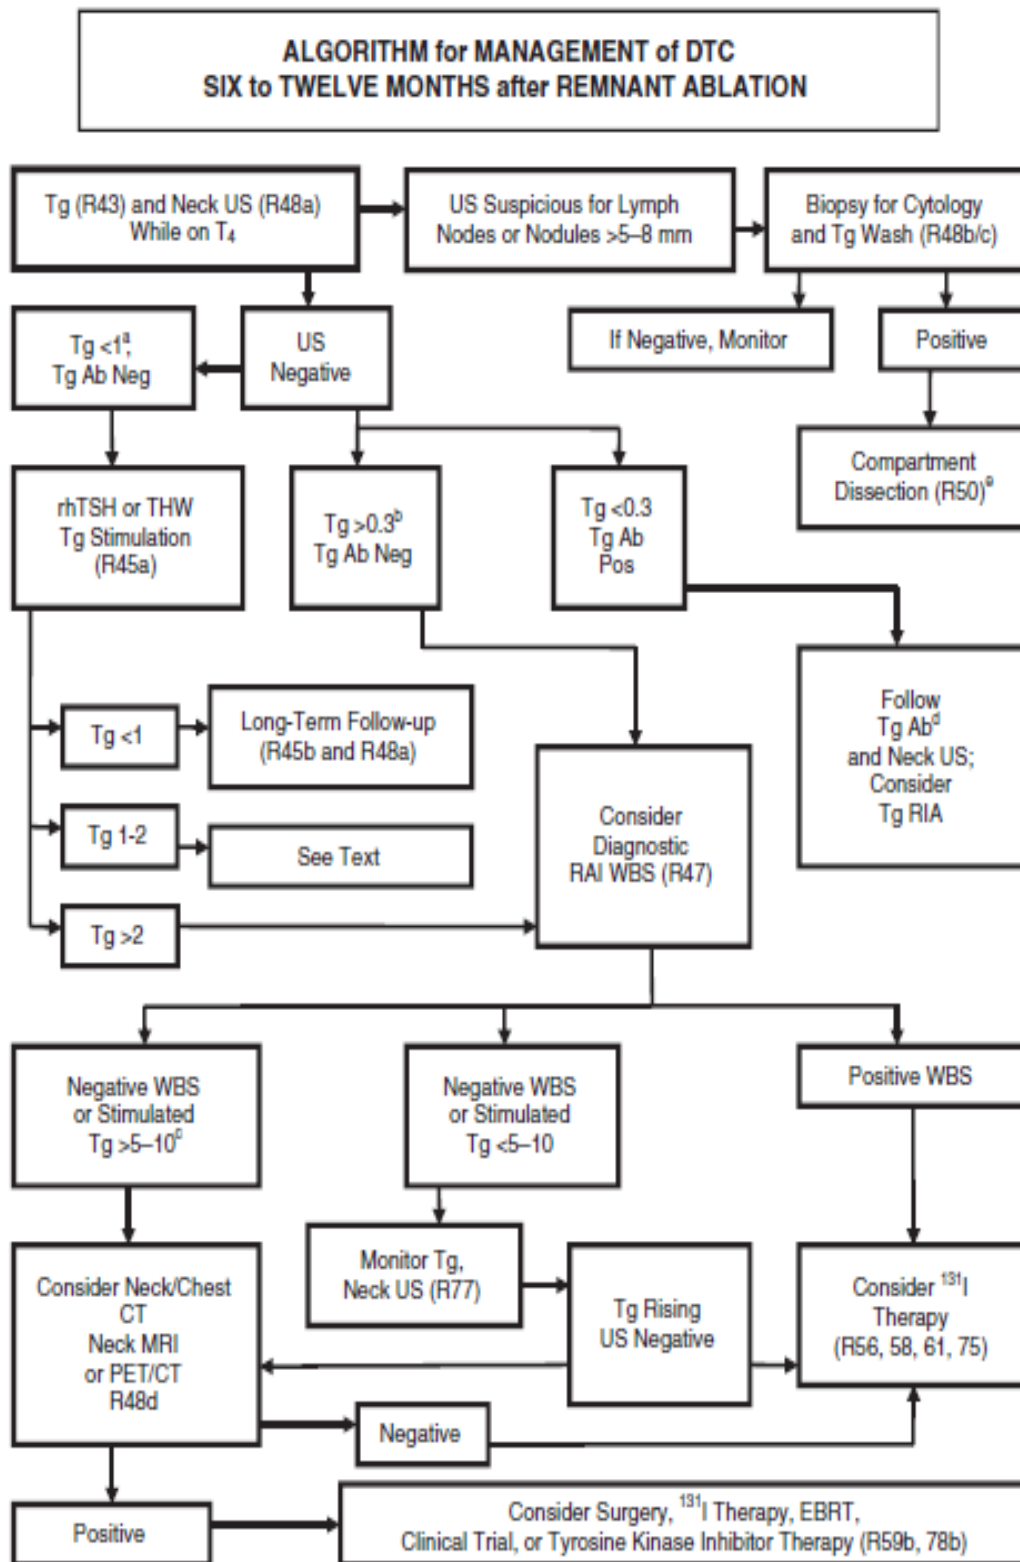 ALGORITHM for MANAGEMENT of DTC
SIX to TWELVE MONTHS after REMNANT ABLATION
Tg (R43) and Neck US (R48a)
While on T₄
US Suspicious for Lymph
Nodes or Nodules >5–8 mm
Biopsy for Cytology
and Tg Wash (R48b/c)
Tg <1ᵃ,
Tg Ab Neg
US
Negative
If Negative, Monitor
Positive
rhTSH or THW
Tg Stimulation
(R45a)
Tg >0.3ᵇ
Tg Ab Neg
Tg <0.3
Tg Ab
Pos
Compartment
Dissection (R50)ᵉ
Tg <1
Long-Term Follow-up
(R45b and R48a)
Tg 1-2
See Text
Tg >2
Consider
Diagnostic
RAI WBS (R47)
Follow
Tg Abᵈ
and Neck US;
Consider
Tg RIA
Negative WBS
or Stimulated
Tg >5–10ᶜ
Negative WBS
or Stimulated
Tg <5–10
Positive WBS
Consider Neck/Chest
CT
Neck MRI
or PET/CT
R48d
Monitor Tg,
Neck US (R77)
Tg Rising
US Negative
Consider ¹³¹I
Therapy
(R56, 58, 61, 75)
Negative
Positive
Consider Surgery, ¹³¹I Therapy, EBRT,
Clinical Trial, or Tyrosine Kinase Inhibitor Therapy (R59b, 78b)